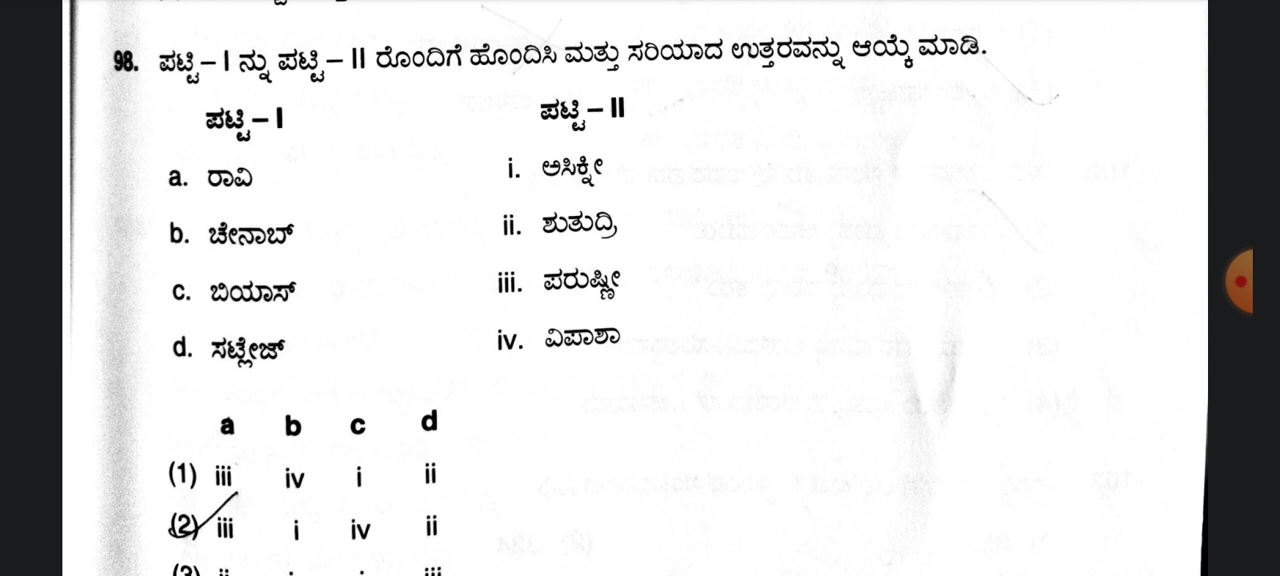 98. ಪಟ್ಟಿ – I ನ್ನು ಪಟ್ಟಿ – II ರೊಂದಿಗೆ ಹೊಂದಿಸಿ ಮತ್ತು ಸರಿಯಾದ ಉತ್ತರವನ್ನು ಆಯ್ಕೆ ಮಾಡಿ.
ಪಟ್ಟಿ – I ಪಟ್ಟಿ – II
a. ರಾವಿ i. ಅಸಿಕ್ನೀ
b. ಚೇನಾಬ್ ii. ಶುತುದ್ರಿ
c. ಬಿಯಾಸ್ iii. ಪರುಷ್ಣೀ
d. ಸಟ್ಲೇಜ್ iv. ವಿಪಾಶಾ
a b c d
(1) iii iv i ii
(2) iii i iv ii